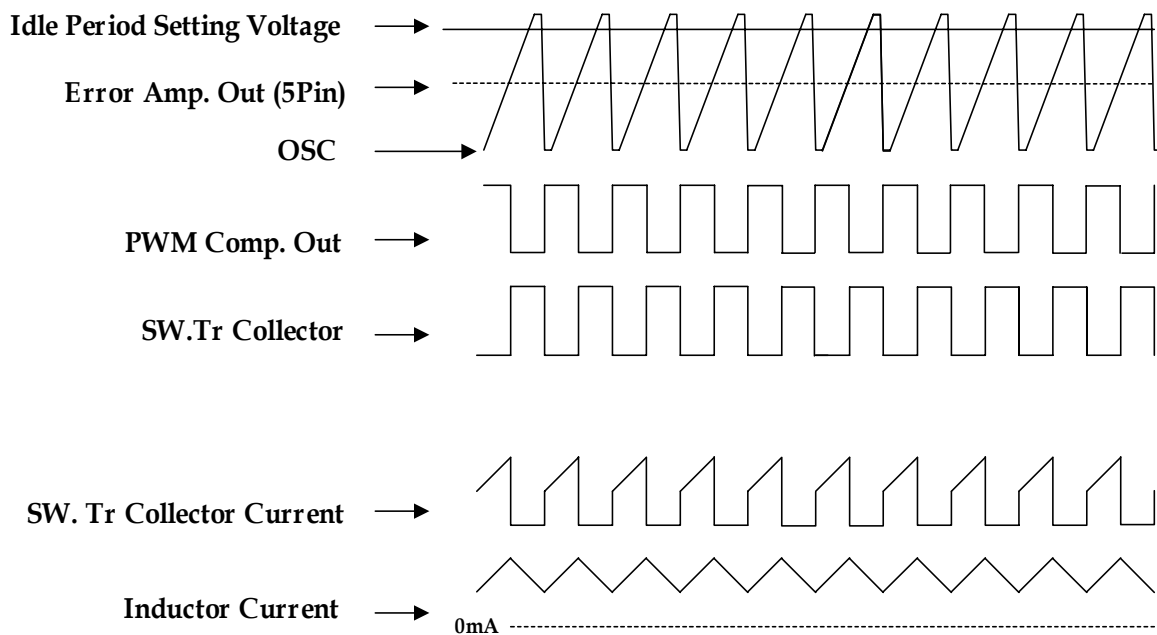 Idle Period Setting Voltage
Error Amp. Out (5Pin)
OSC
PWM Comp. Out
SW.Tr Collector
SW. Tr Collector Current
Inductor Current
0mA